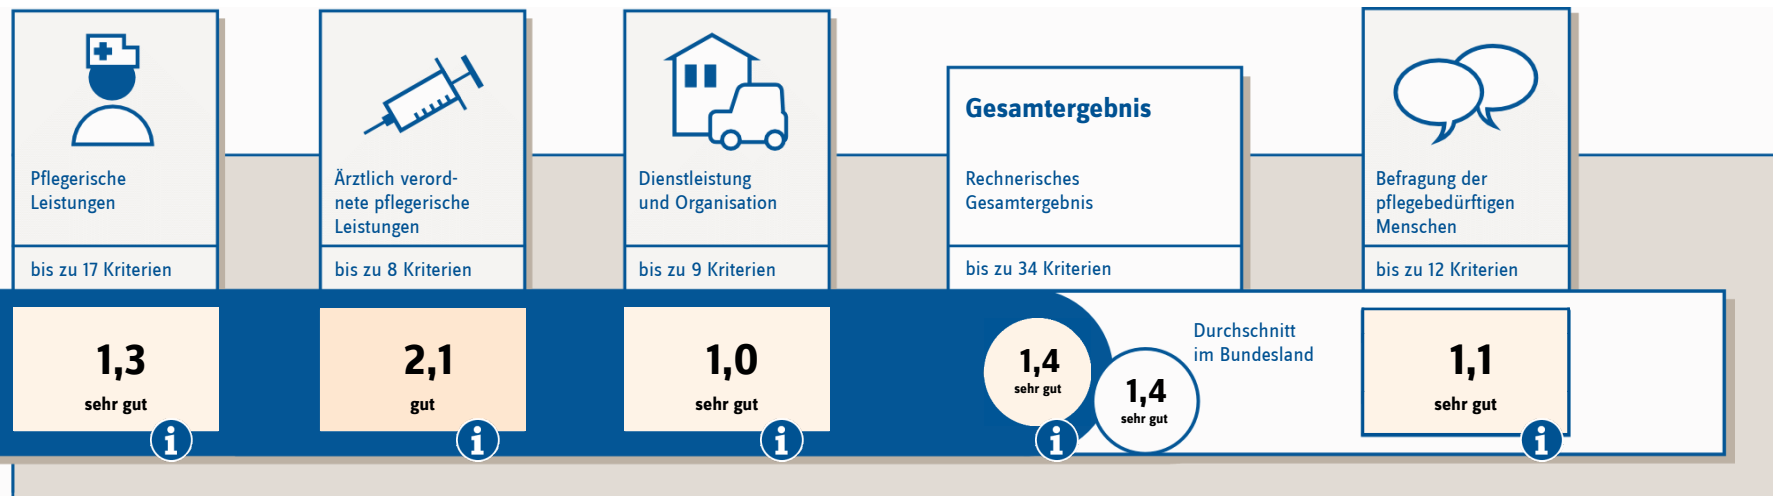 Pflegerische
Leistungen
bis zu 17 Kriterien
1,3
sehr gut
i
Ärztlich verord-
nete pflegerische
Leistungen
bis zu 8 Kriterien
2,1
gut
i
Dienstleistung
und Organisation
bis zu 9 Kriterien
1,0
sehr gut
i
Gesamtergebnis
Rechnerisches
Gesamtergebnis
bis zu 34 Kriterien
1,4
sehr gut
i
1,4
sehr gut
Durchschnitt
im Bundesland
Befragung der
pflegebedürftigen
Menschen
bis zu 12 Kriterien
1,1
sehr gut
i